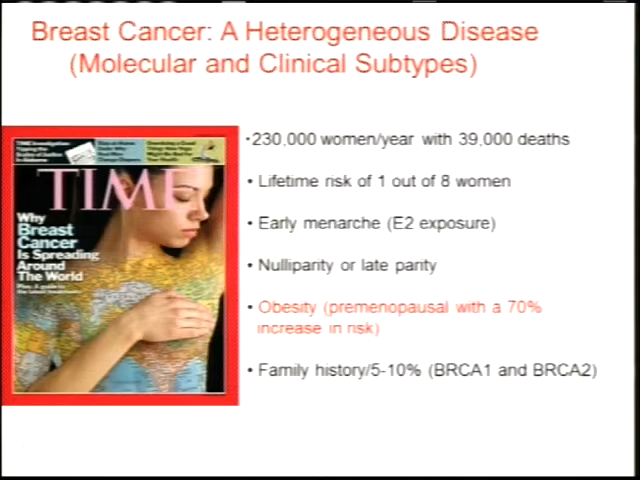 Breast Cancer: A Heterogeneous Disease
(Molecular and Clinical Subtypes)
TIME
Why
Breast
Cancer
Is Spreading
Around
The World
•230,000 women/year with 39,000 deaths
• Lifetime risk of 1 out of 8 women
• Early menarche (E2 exposure)
• Nulliparity or late parity
• Obesity (premenopausal with a 70%
increase in risk)
• Family history/5-10% (BRCA1 and BRCA2)